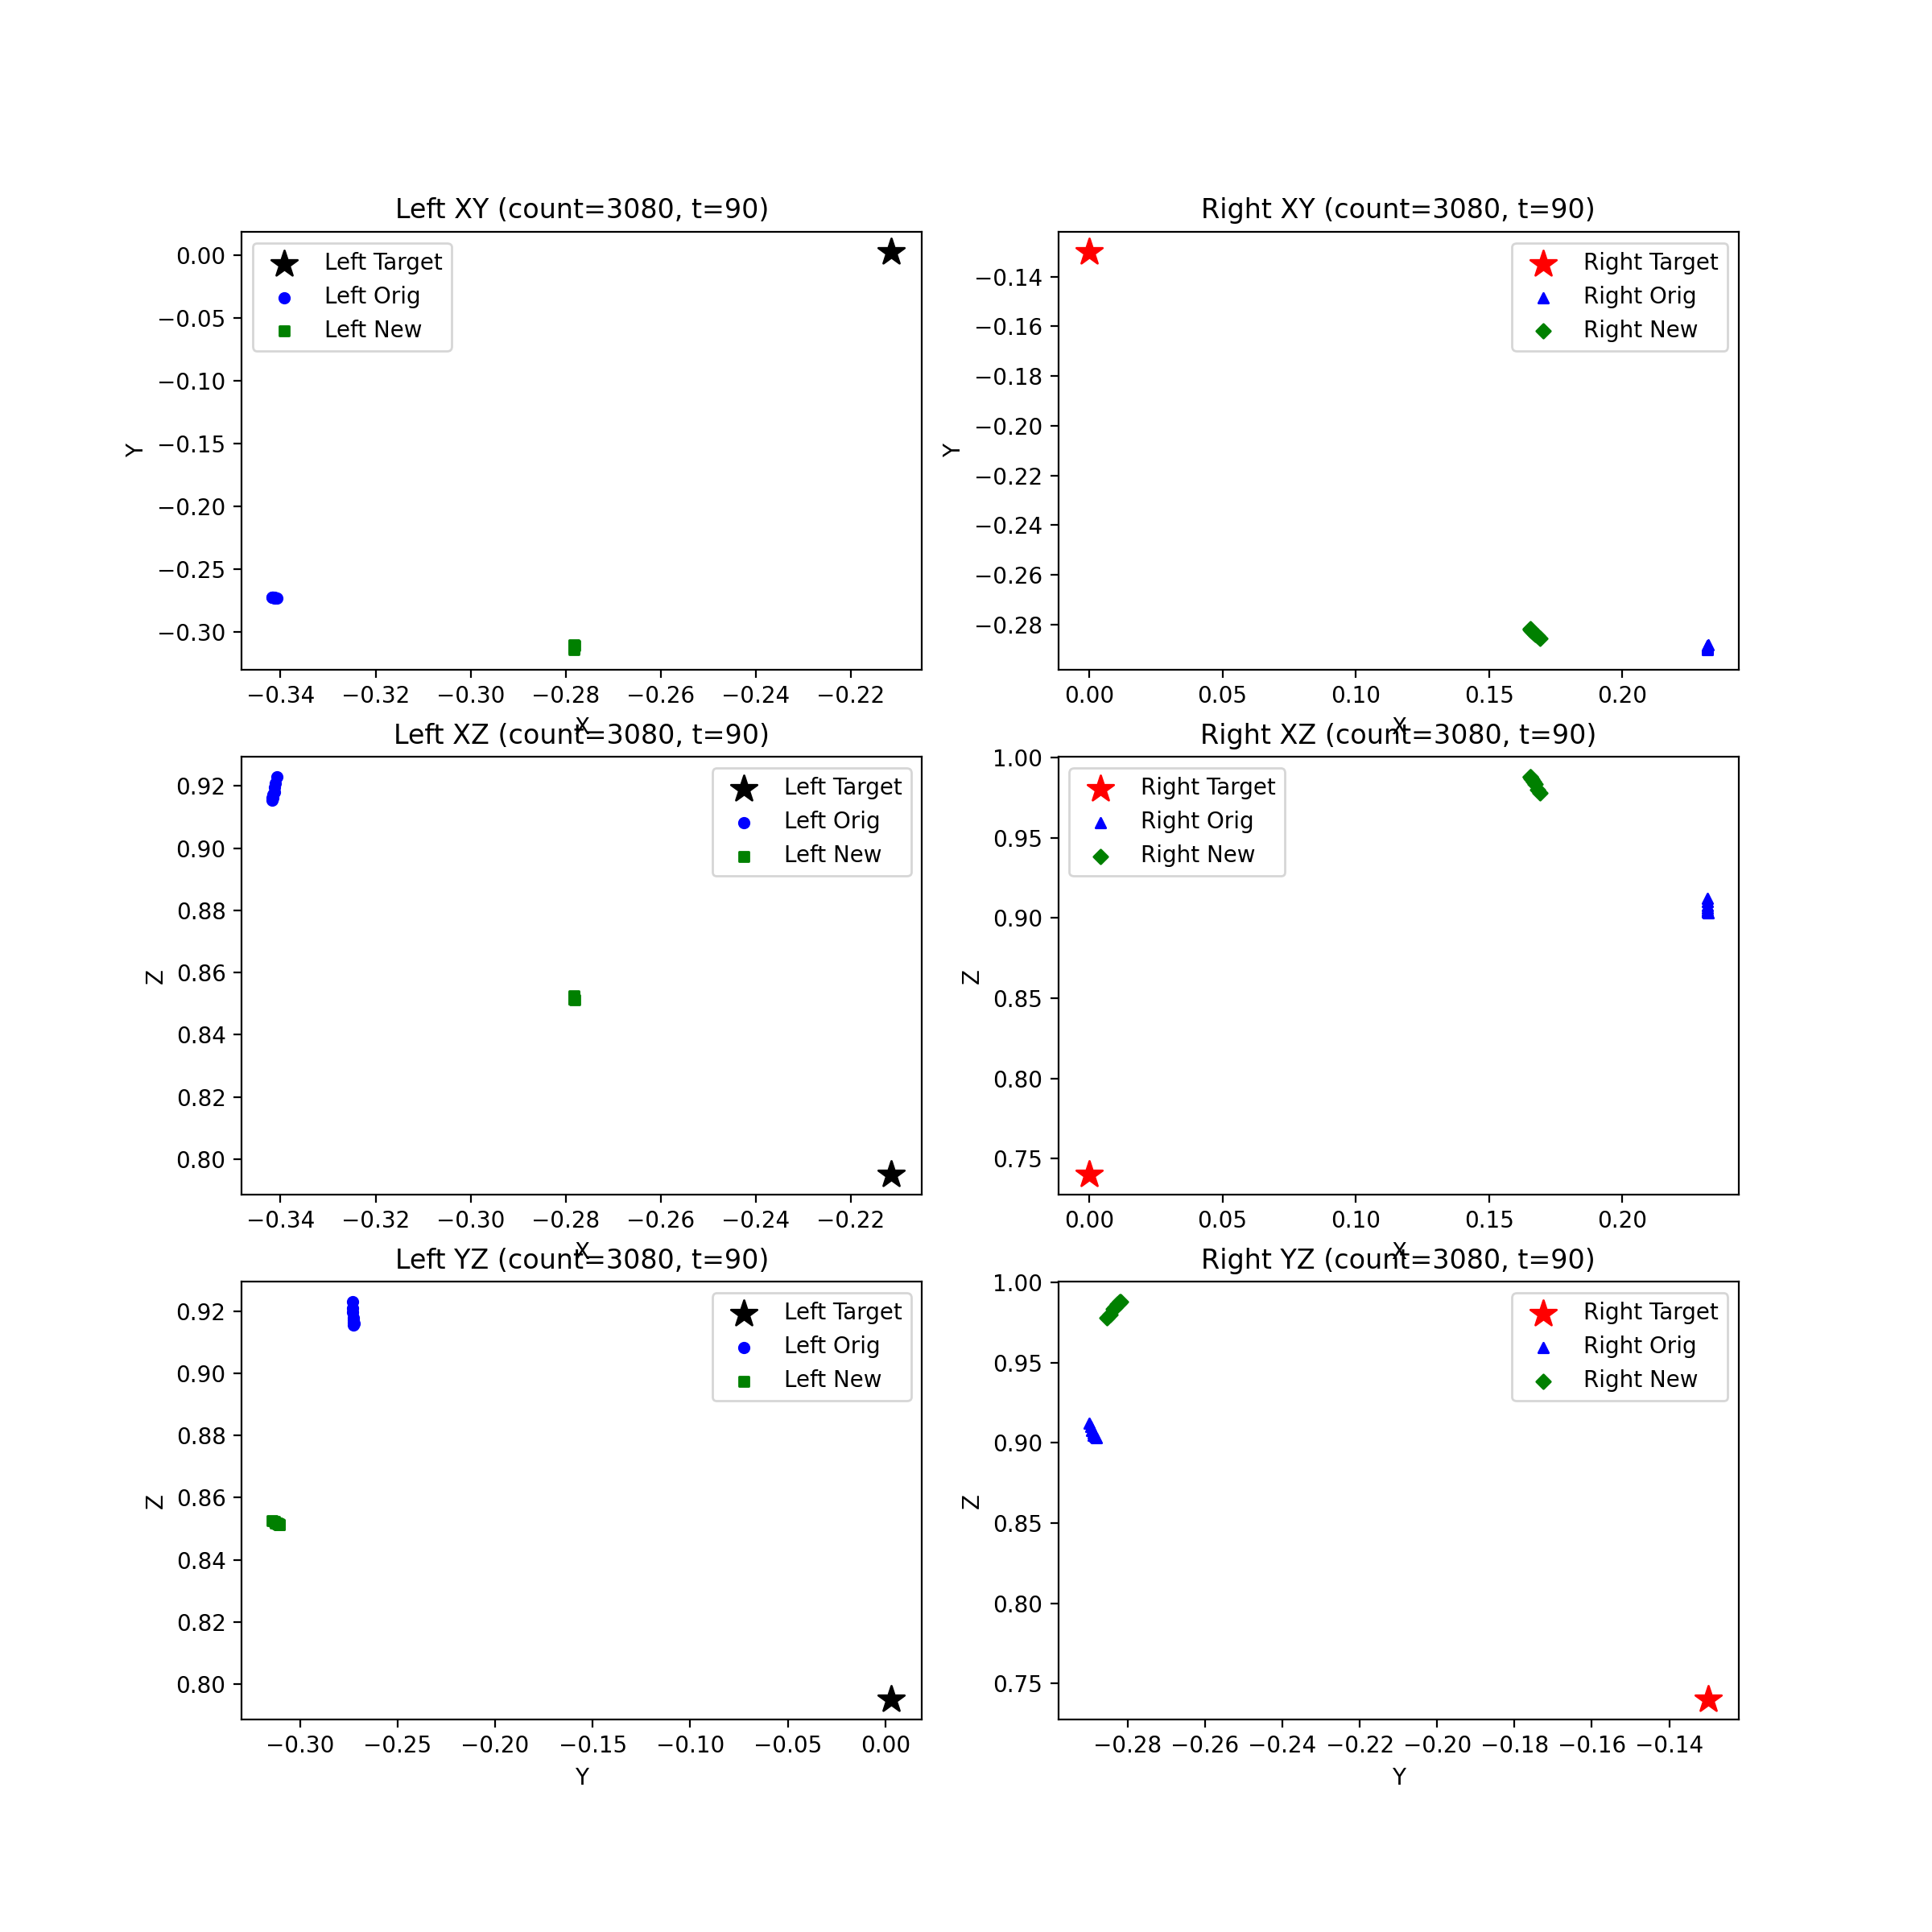 Left XY (count=3080, t=90)
Left Target
Left Orig
Left New
0.00
−0.05
−0.10
−0.15
−0.20
−0.25
−0.30
Y
−0.34
−0.32
−0.30
−0.28
−0.26
−0.24
−0.22
X
Right XY (count=3080, t=90)
Right Target
Right Orig
Right New
−0.14
−0.16
−0.18
−0.20
−0.22
−0.24
−0.26
−0.28
Y
0.00
0.05
0.10
0.15
0.20
X
Left XZ (count=3080, t=90)
Left Target
Left Orig
Left New
0.92
0.90
0.88
0.86
0.84
0.82
0.80
Z
−0.34
−0.32
−0.30
−0.28
−0.26
−0.24
−0.22
X
Right XZ (count=3080, t=90)
Right Target
Right Orig
Right New
1.00
0.95
0.90
0.85
0.80
0.75
Z
0.00
0.05
0.10
0.15
0.20
X
Left YZ (count=3080, t=90)
Left Target
Left Orig
Left New
0.92
0.90
0.88
0.86
0.84
0.82
0.80
Z
−0.30
−0.25
−0.20
−0.15
−0.10
−0.05
0.00
Y
Right YZ (count=3080, t=90)
Right Target
Right Orig
Right New
1.00
0.95
0.90
0.85
0.80
0.75
Z
−0.28
−0.26
−0.24
−0.22
−0.20
−0.18
−0.16
−0.14
Y